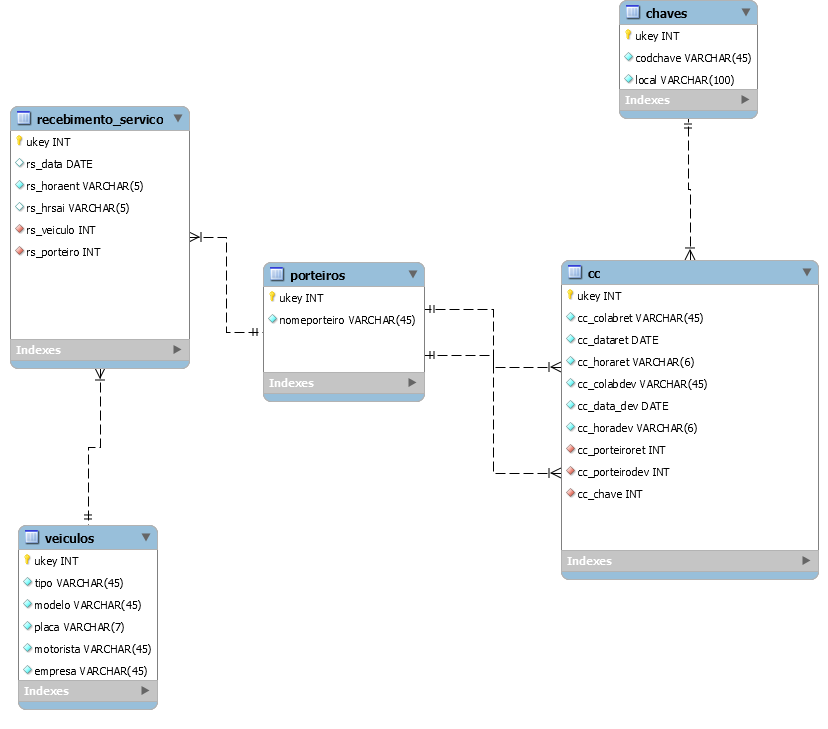 chaves
ukey INT
codchave VARCHAR(45)
local VARCHAR(100)
Indexes
recebimento_servico
ukey INT
rs_data DATE
rs_horaent VARCHAR(5)
rs_hrsai VARCHAR(5)
rs_veiculo INT
rs_porteiro INT
Indexes
porteiros
ukey INT
nomeporteiro VARCHAR(45)
Indexes
cc
ukey INT
cc_colabret VARCHAR(45)
cc_dataret DATE
cc_horaret VARCHAR(6)
cc_colabdev VARCHAR(45)
cc_data_dev DATE
cc_horadev VARCHAR(6)
cc_porteiroret INT
cc_porteirodev INT
cc_chave INT
Indexes
veiculos
ukey INT
tipo VARCHAR(45)
modelo VARCHAR(45)
placa VARCHAR(7)
motorista VARCHAR(45)
empresa VARCHAR(45)
Indexes